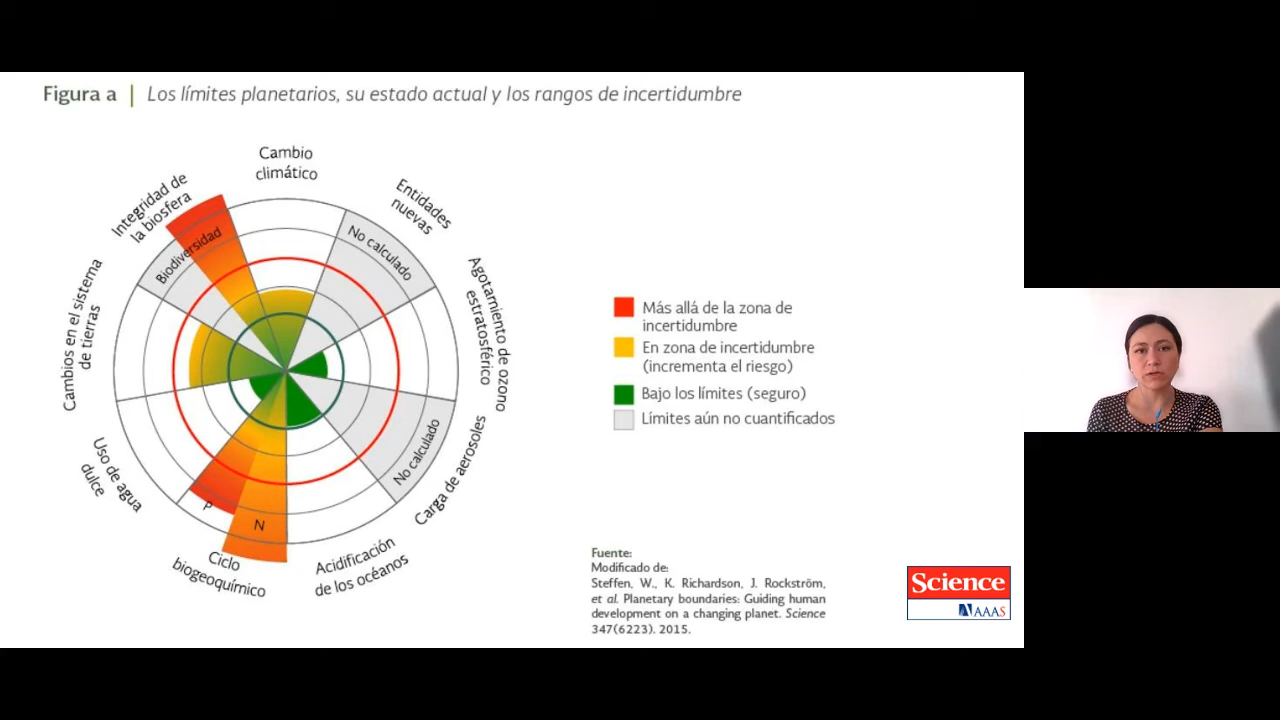 Figura a | Los límites planetarios, su estado actual y los rangos de incertidumbre
Cambio
climático
Entidades
nuevas
No calculado
Agotamiento de ozono
estratosférico
Carga de aerosoles
No calculado
Acidificación
de los océanos
Ciclo
biogeoquímico
P
N
Uso de agua
dulce
Cambios en el sistema
de tierras
Integridad de
la biosfera
Biodiversidad
Más allá de la zona de
incertidumbre
En zona de incertidumbre
(incrementa el riesgo)
Bajo los límites (seguro)
Límites aún no cuantificados
Fuente:
Modificado de:
Steffen, W., K. Richardson, J. Rockström,
et al. Planetary boundaries: Guiding human
development on a changing planet. Science
347(6223). 2015.
Science
AAAS